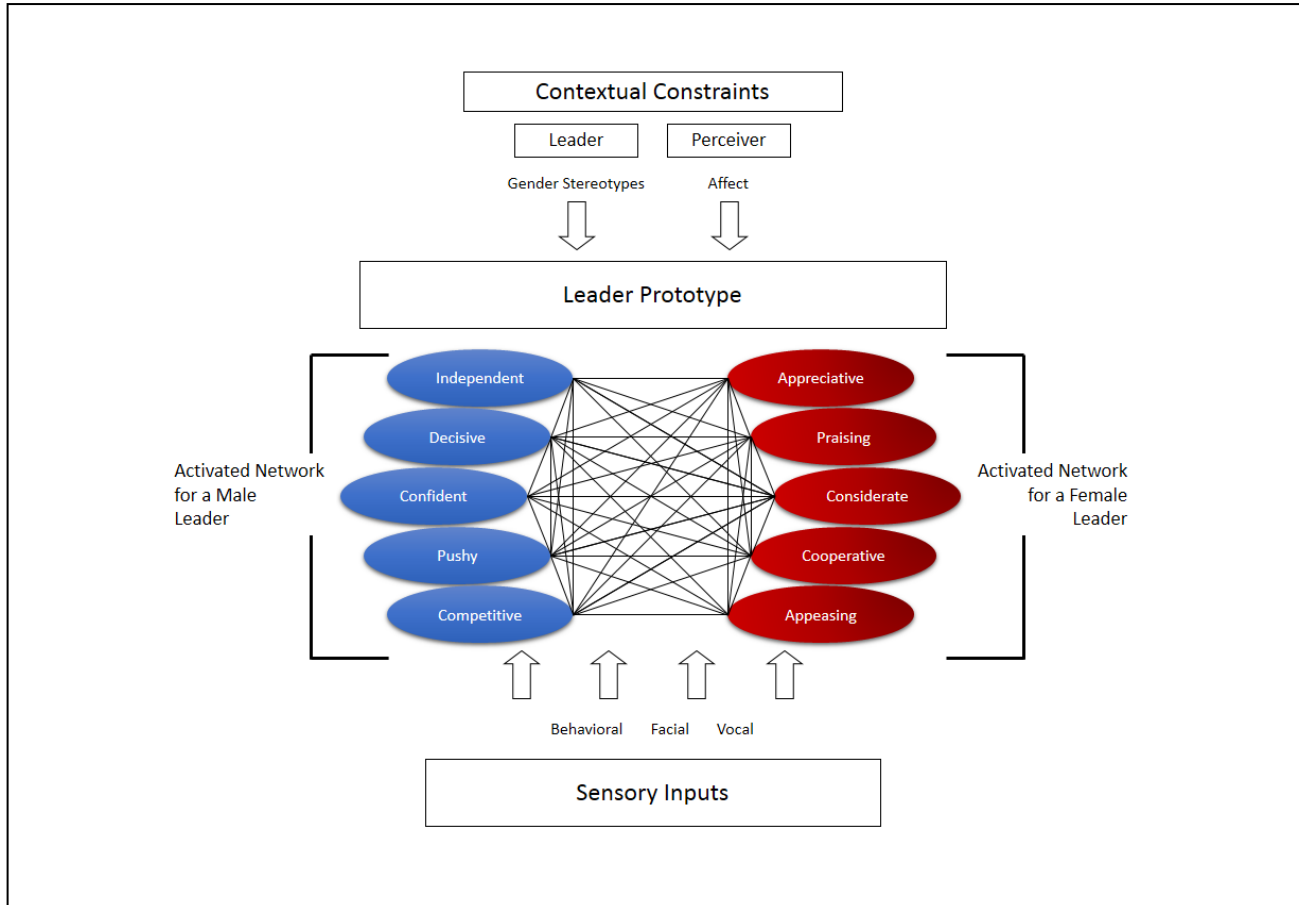 Contextual Constraints
Leader
Perceiver
Gender Stereotypes
Affect
Leader Prototype
Activated Network
for a Male
Leader
Independent
Decisive
Confident
Pushy
Competitive
Appreciative
Praising
Considerate
Cooperative
Appeasing
Activated Network
for a Female
Leader
Behavioral
Facial
Vocal
Sensory Inputs